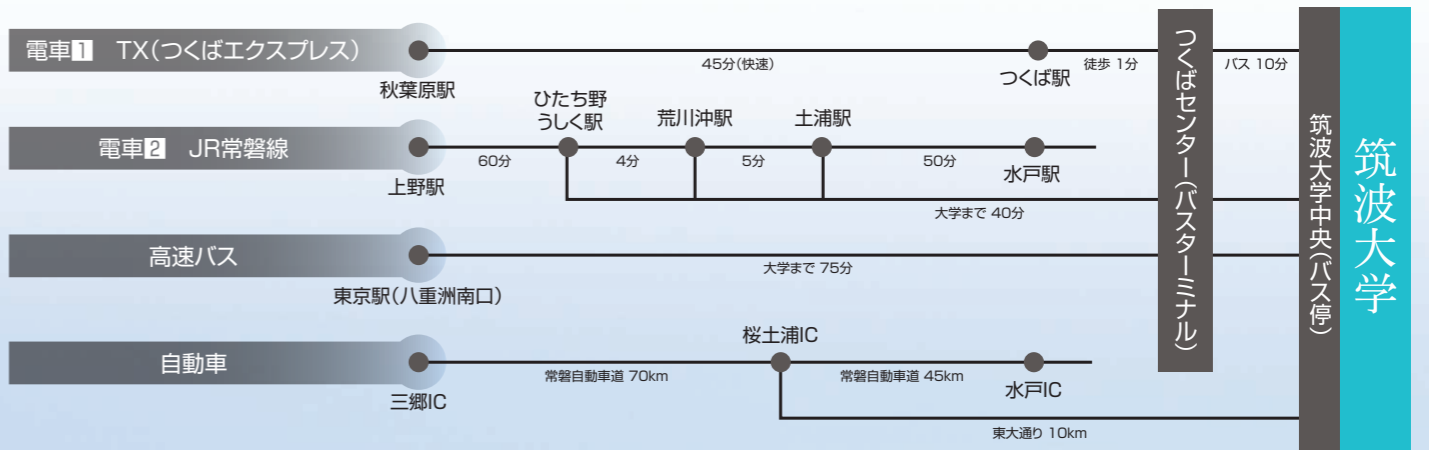 電車1 TX(つくばエクスプレス)
秋葉原駅
45分(快速)
つくば駅
徒歩 1分
バス 10分
電車2 JR常磐線
上野駅
60分
ひたち野
うしく駅
4分
荒川沖駅
5分
土浦駅
50分
水戸駅
大学まで 40分
高速バス
東京駅(八重洲南口)
大学まで 75分
自動車
三郷IC
常磐自動車道 70km
桜土浦IC
常磐自動車道 45km
水戸IC
東大通り 10km
つくばセンター(バスターミナル)
筑波大学中央(バス停)
筑波大学